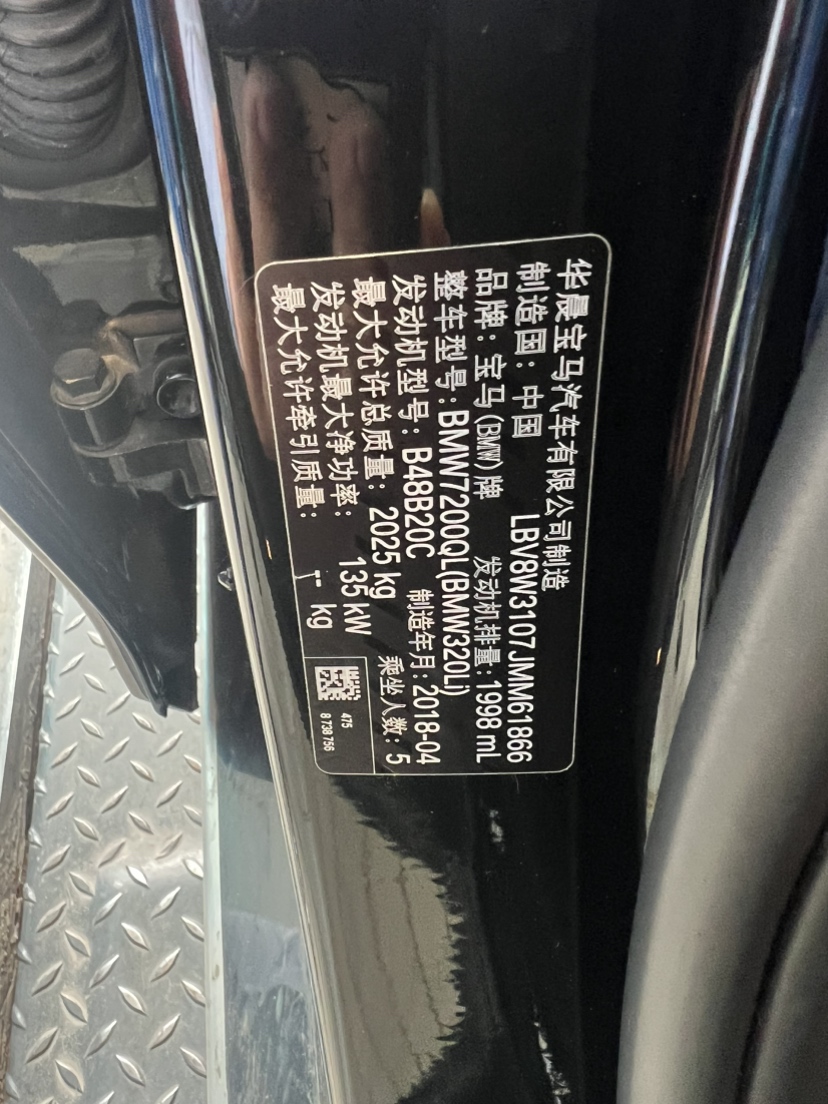 华晨宝马汽车有限公司制造
制造国：中国 LBV8W3107JMM61866
品牌：宝马(BMW)牌 发动机排量：1998 mL
整车型号：BMW7200QL(BMW320Li)
发动机型号：B48B20C 制造年月：2018-04
最大允许总质量：2025 kg 乘坐人数：5
发动机最大净功率：135 kW
最大允许牵引质量：-- kg
475
8 738 756